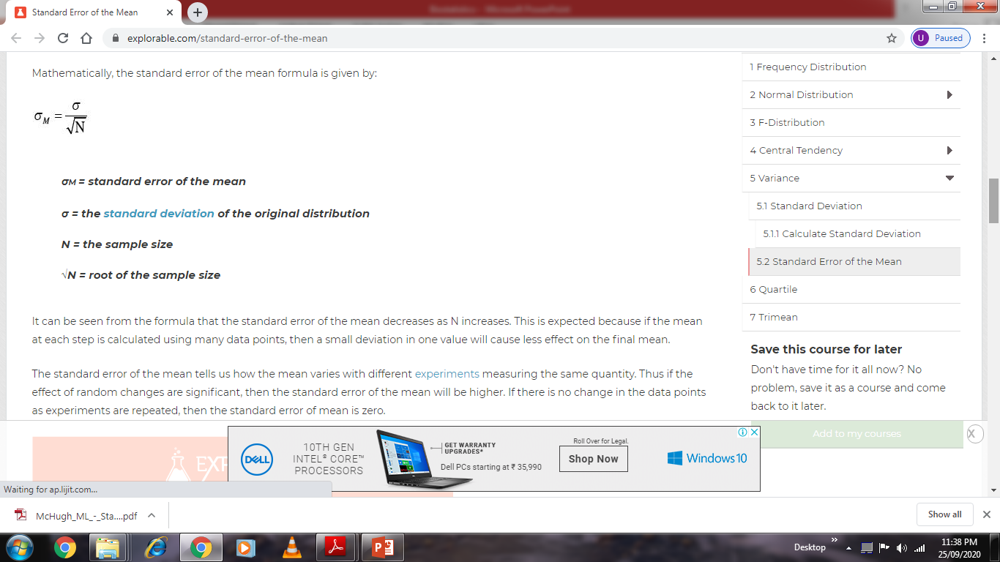 Standard Error of the Mean
explorable.com/standard-error-of-the-mean
U Paused
Mathematically, the standard error of the mean formula is given by:
σM = σ/√N
σM = standard error of the mean
σ = the standard deviation of the original distribution
N = the sample size
√N = root of the sample size
It can be seen from the formula that the standard error of the mean decreases as N increases. This is expected because if the mean
at each step is calculated using many data points, then a small deviation in one value will cause less effect on the final mean.
The standard error of the mean tells us how the mean varies with different experiments measuring the same quantity. Thus if the
effect of random changes are significant, then the standard error of the mean will be higher. If there is no change in the data points
as experiments are repeated, then the standard error of mean is zero.
1 Frequency Distribution
2 Normal Distribution
3 F-Distribution
4 Central Tendency
5 Variance
5.1 Standard Deviation
5.1.1 Calculate Standard Deviation
5.2 Standard Error of the Mean
6 Quartile
7 Trimean
Save this course for later
Don't have time for it all now? No
problem, save it as a course and come
back to it later.
Add to my courses
X
EXP
DELL
10TH GEN
INTEL® CORE™
PROCESSORS
GET WARRANTY
UPGRADES*
Dell PCs starting at ₹ 35,990
Roll Over for Legal.
Shop Now
Windows 10
Waiting for ap.lijit.com...
McHugh_ML_-_Sta....pdf
Show all
Desktop
11:38 PM
25/09/2020